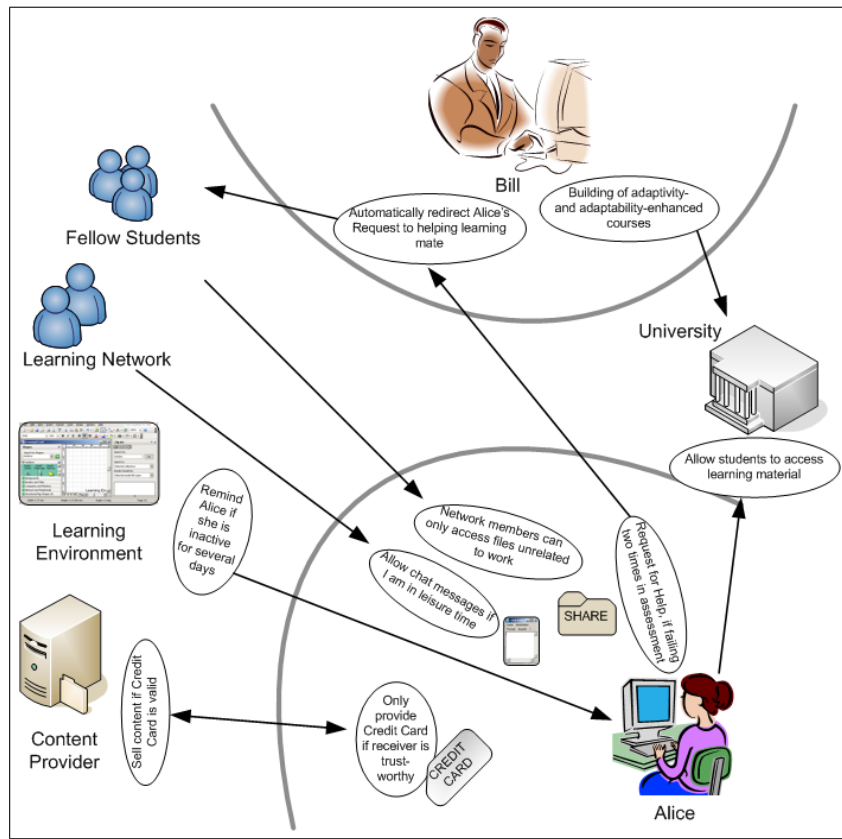 Bill
Building of adaptivity-
and adaptability-enhanced
courses
Automatically redirect Alice's
Request to helping learning
mate
Fellow Students
University
Learning Network
Allow students to access
learning material
Learning
Environment
Remind
Alice if
she is
inactive
for several
days
Network members can
only access files unrelated
to work
Allow chat messages if
I am in leisure time
SHARE
Request for Help, if failing
two times in assessment
Content
Provider
Sell content if Credit
Card is valid
Only
provide
Credit Card
if receiver is
trust-
worthy
CREDIT
CARD
Alice